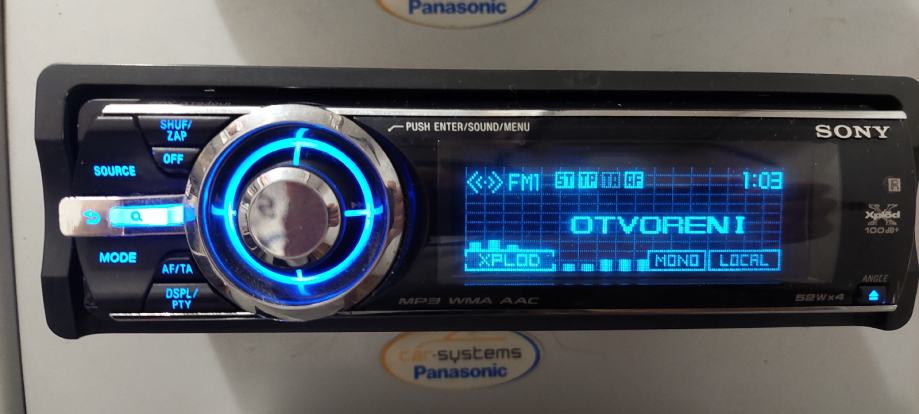 Panasonic
PUSH ENTER/SOUND/MENU
SONY
SHUF/
ZAP
OFF
SOURCE
MODE
AF/TA
DSPL/
PTY
FM1 ST TP TA AF 1:03
OTVORENI
XPLOD MONO LOCAL
Xplod
100dB+
ANGLE
MP3 WMA AAC
52W×4
car·systems
Panasonic